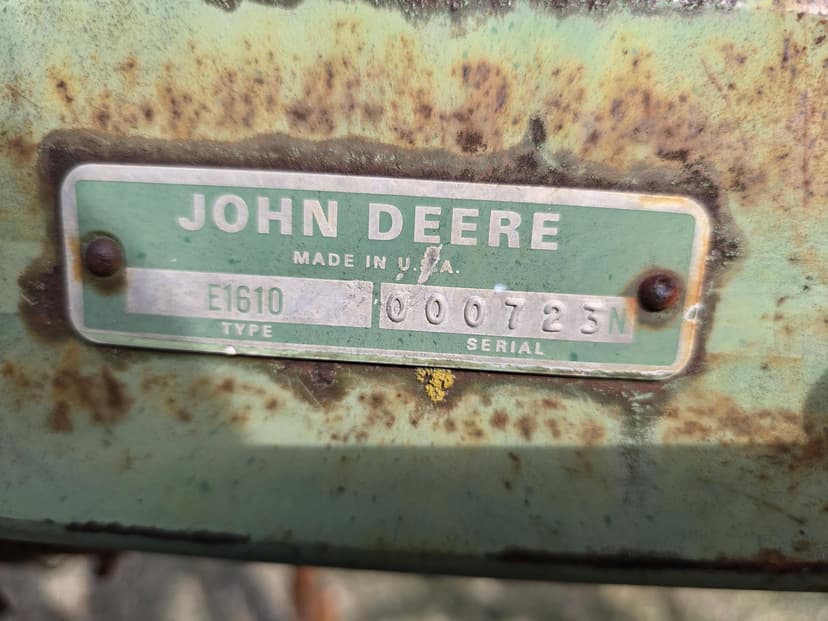 JOHN DEERE
MADE IN U.S.A.
E1610 000723N
TYPE SERIAL